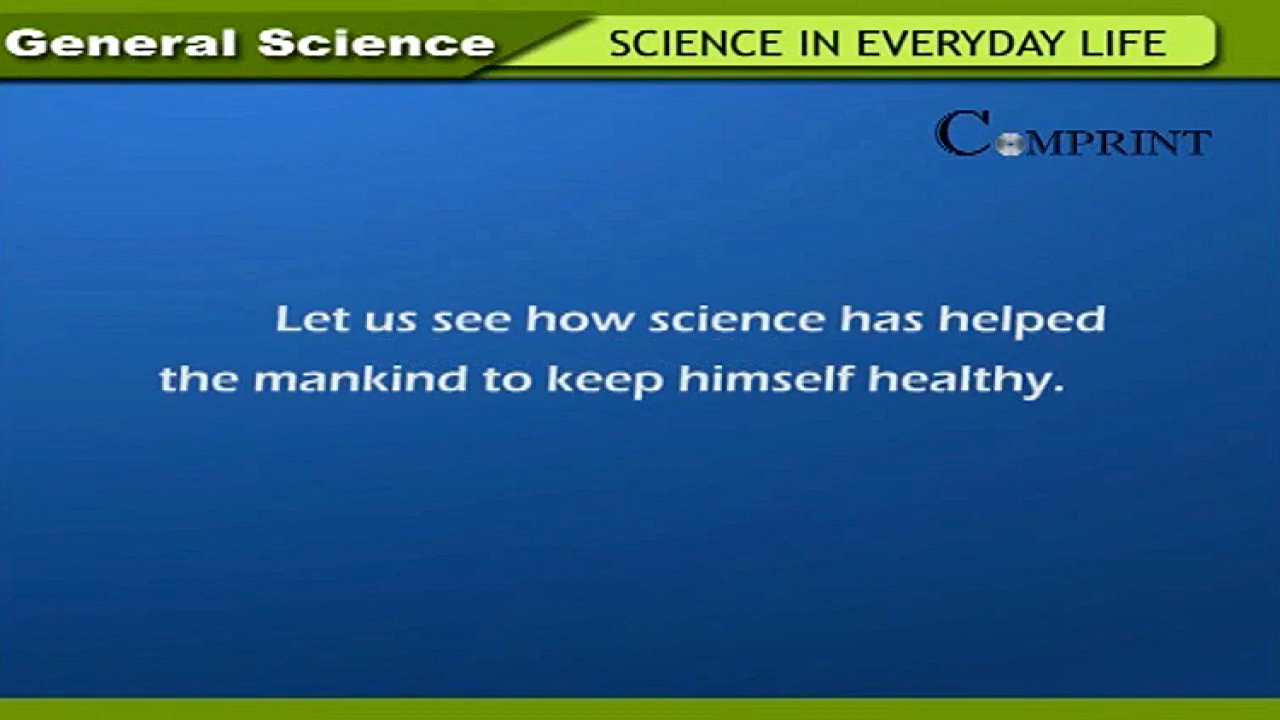 General Science
SCIENCE IN EVERYDAY LIFE
COMPRINT
Let us see how science has helped
the mankind to keep himself healthy.